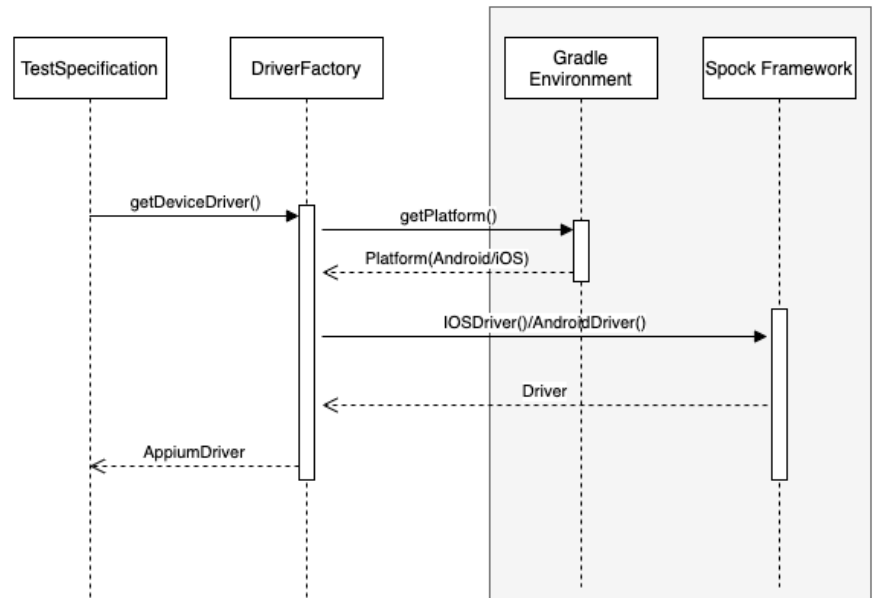 TestSpecification
DriverFactory
Gradle
Environment
Spock Framework
getDeviceDriver()
getPlatform()
Platform(Android/iOS)
IOSDriver()/AndroidDriver()
Driver
AppiumDriver